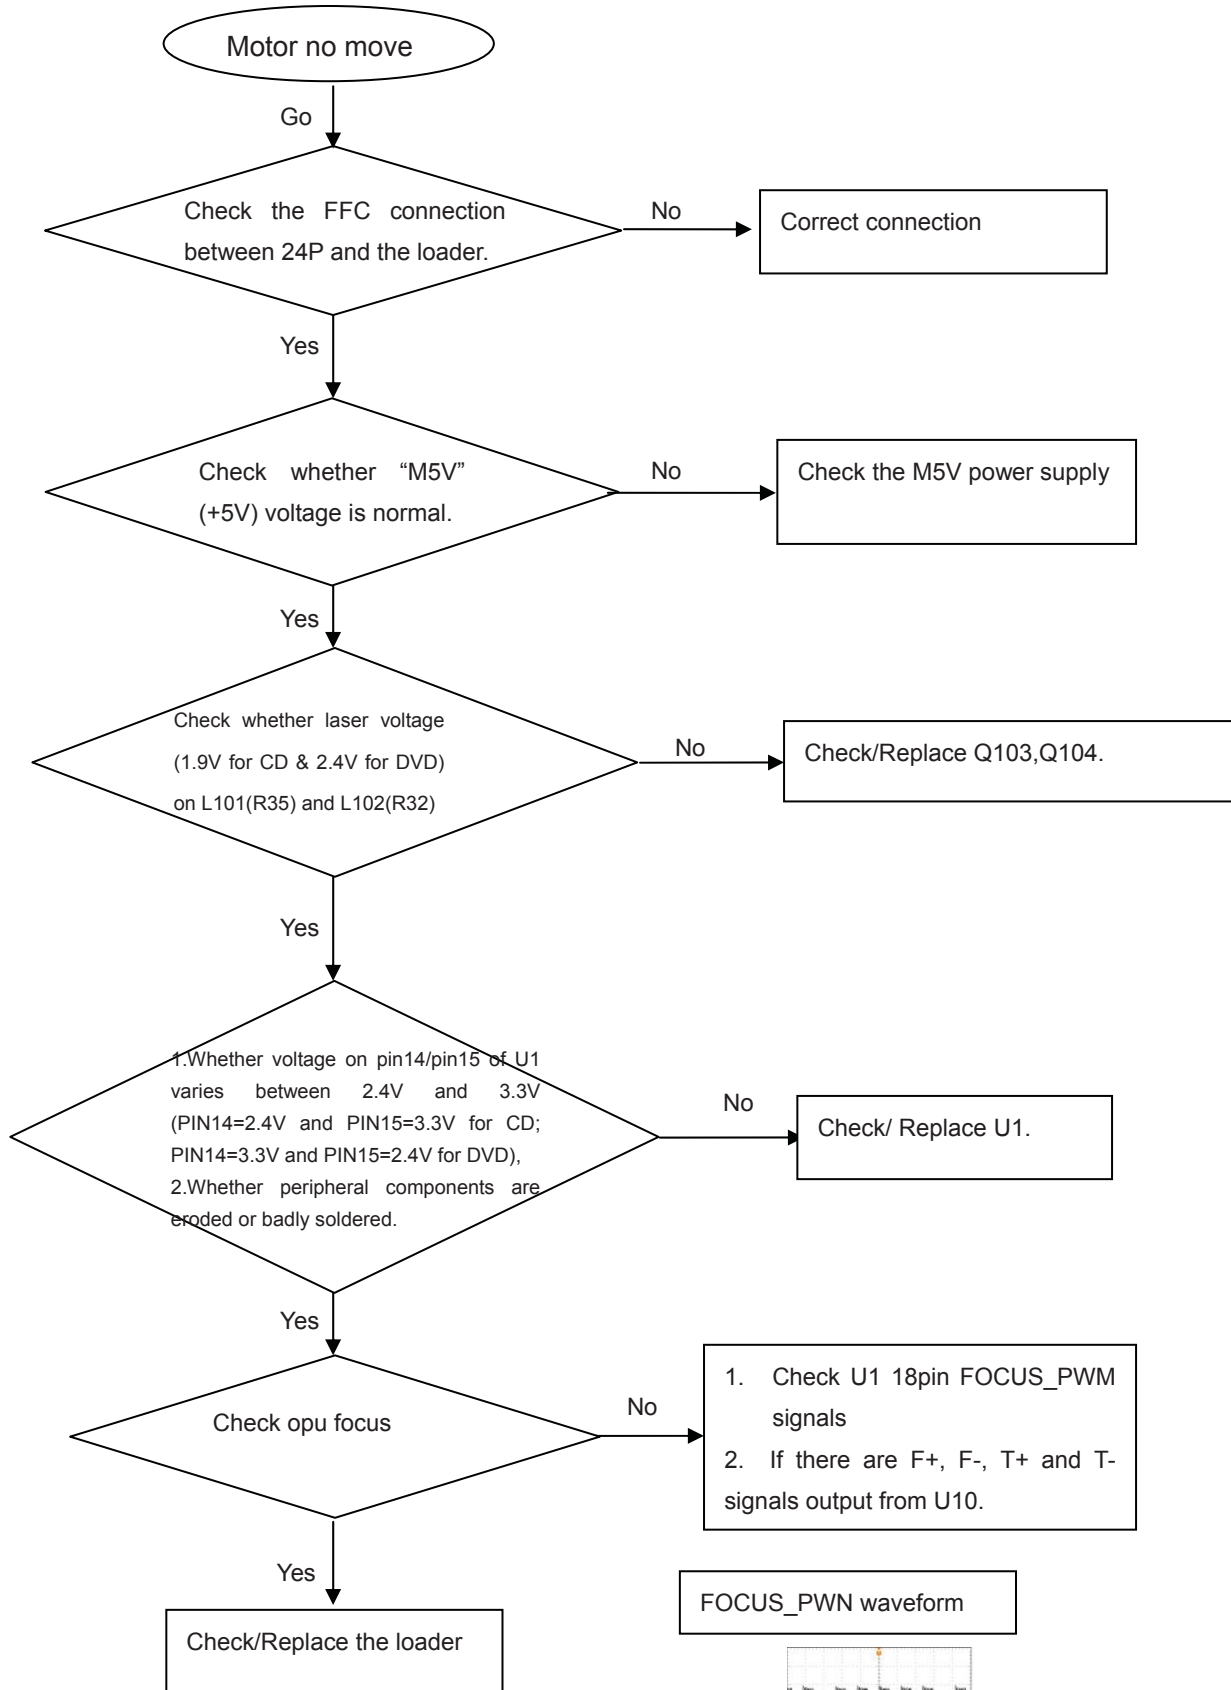 Motor no move
Go
Check the FFC connection
between 24P and the loader.
No
Correct connection
Yes
Check whether “M5V”
(+5V) voltage is normal.
No
Check the M5V power supply
Yes
Check whether laser voltage
(1.9V for CD & 2.4V for DVD)
on L101(R35) and L102(R32)
No
Check/Replace Q103,Q104.
Yes
1.Whether voltage on pin14/pin15 of U1
varies between 2.4V and 3.3V
(PIN14=2.4V and PIN15=3.3V for CD;
PIN14=3.3V and PIN15=2.4V for DVD),
2.Whether peripheral components are
eroded or badly soldered.
No
Check/ Replace U1.
Yes
Check opu focus
No
1. Check U1 18pin FOCUS_PWM
signals
2. If there are F+, F-, T+ and T-
signals output from U10.
Yes
Check/Replace the loader
FOCUS_PWN waveform